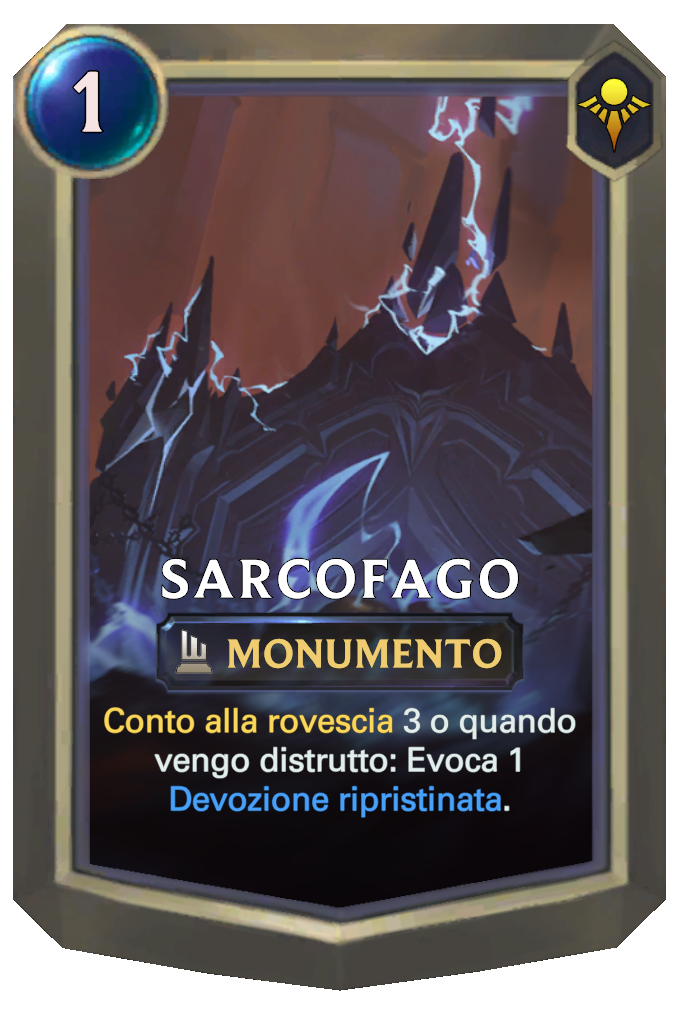 1
SARCOFAGO
MONUMENTO
Conto alla rovescia 3 o quando
vengo distrutto: Evoca 1
Devozione ripristinata.